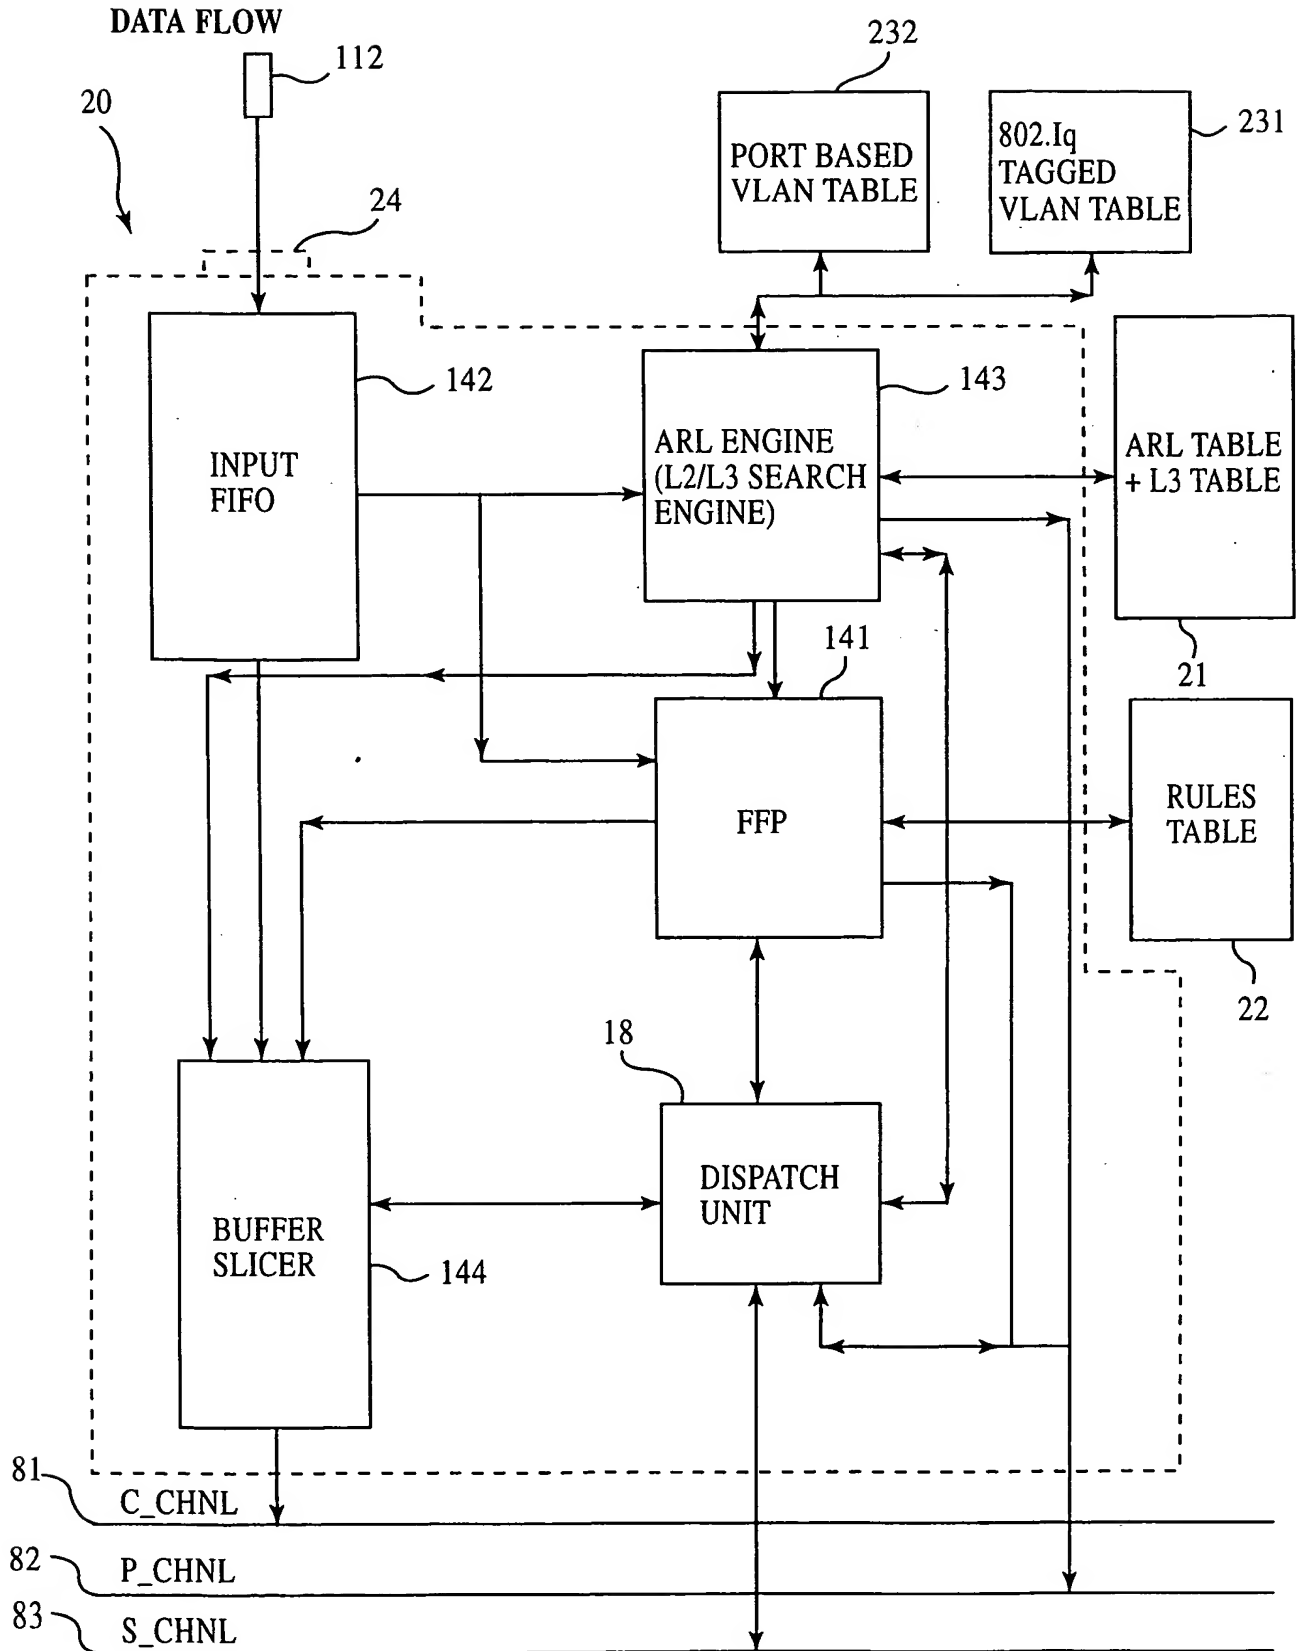 DATA FLOW
112
20
24
232
231
PORT BASED
VLAN TABLE
802.Iq
TAGGED
VLAN TABLE
142
143
INPUT
FIFO
ARL ENGINE
(L2/L3 SEARCH
ENGINE)
ARL TABLE
+ L3 TABLE
21
141
FFP
RULES
TABLE
22
18
DISPATCH
UNIT
BUFFER
SLICER
144
81
C_CHNL
82
P_CHNL
83
S_CHNL